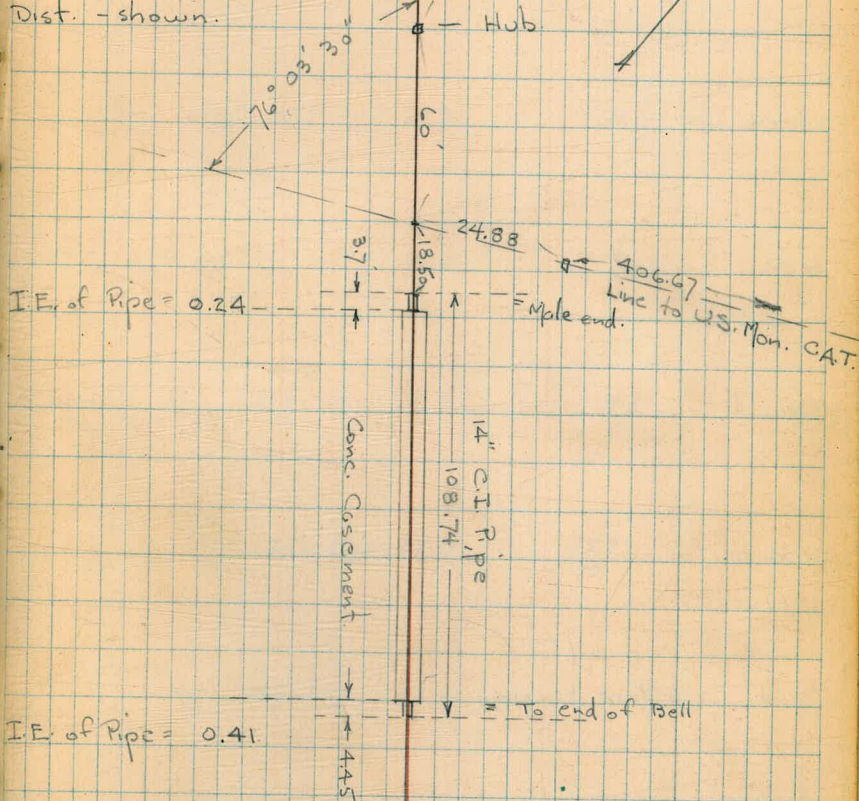 Dist. - shown.
Hub
76° 03' 30"
60'
24.88
18.50
3.7
406.67
Line to U.S. Mon. C.A.T.
I.E. of Pipe = 0.24
= Male end.
14" C.I. Pipe
108.74
Conc. Casement
= To end of Bell
I.E. of Pipe = 0.41
4.45